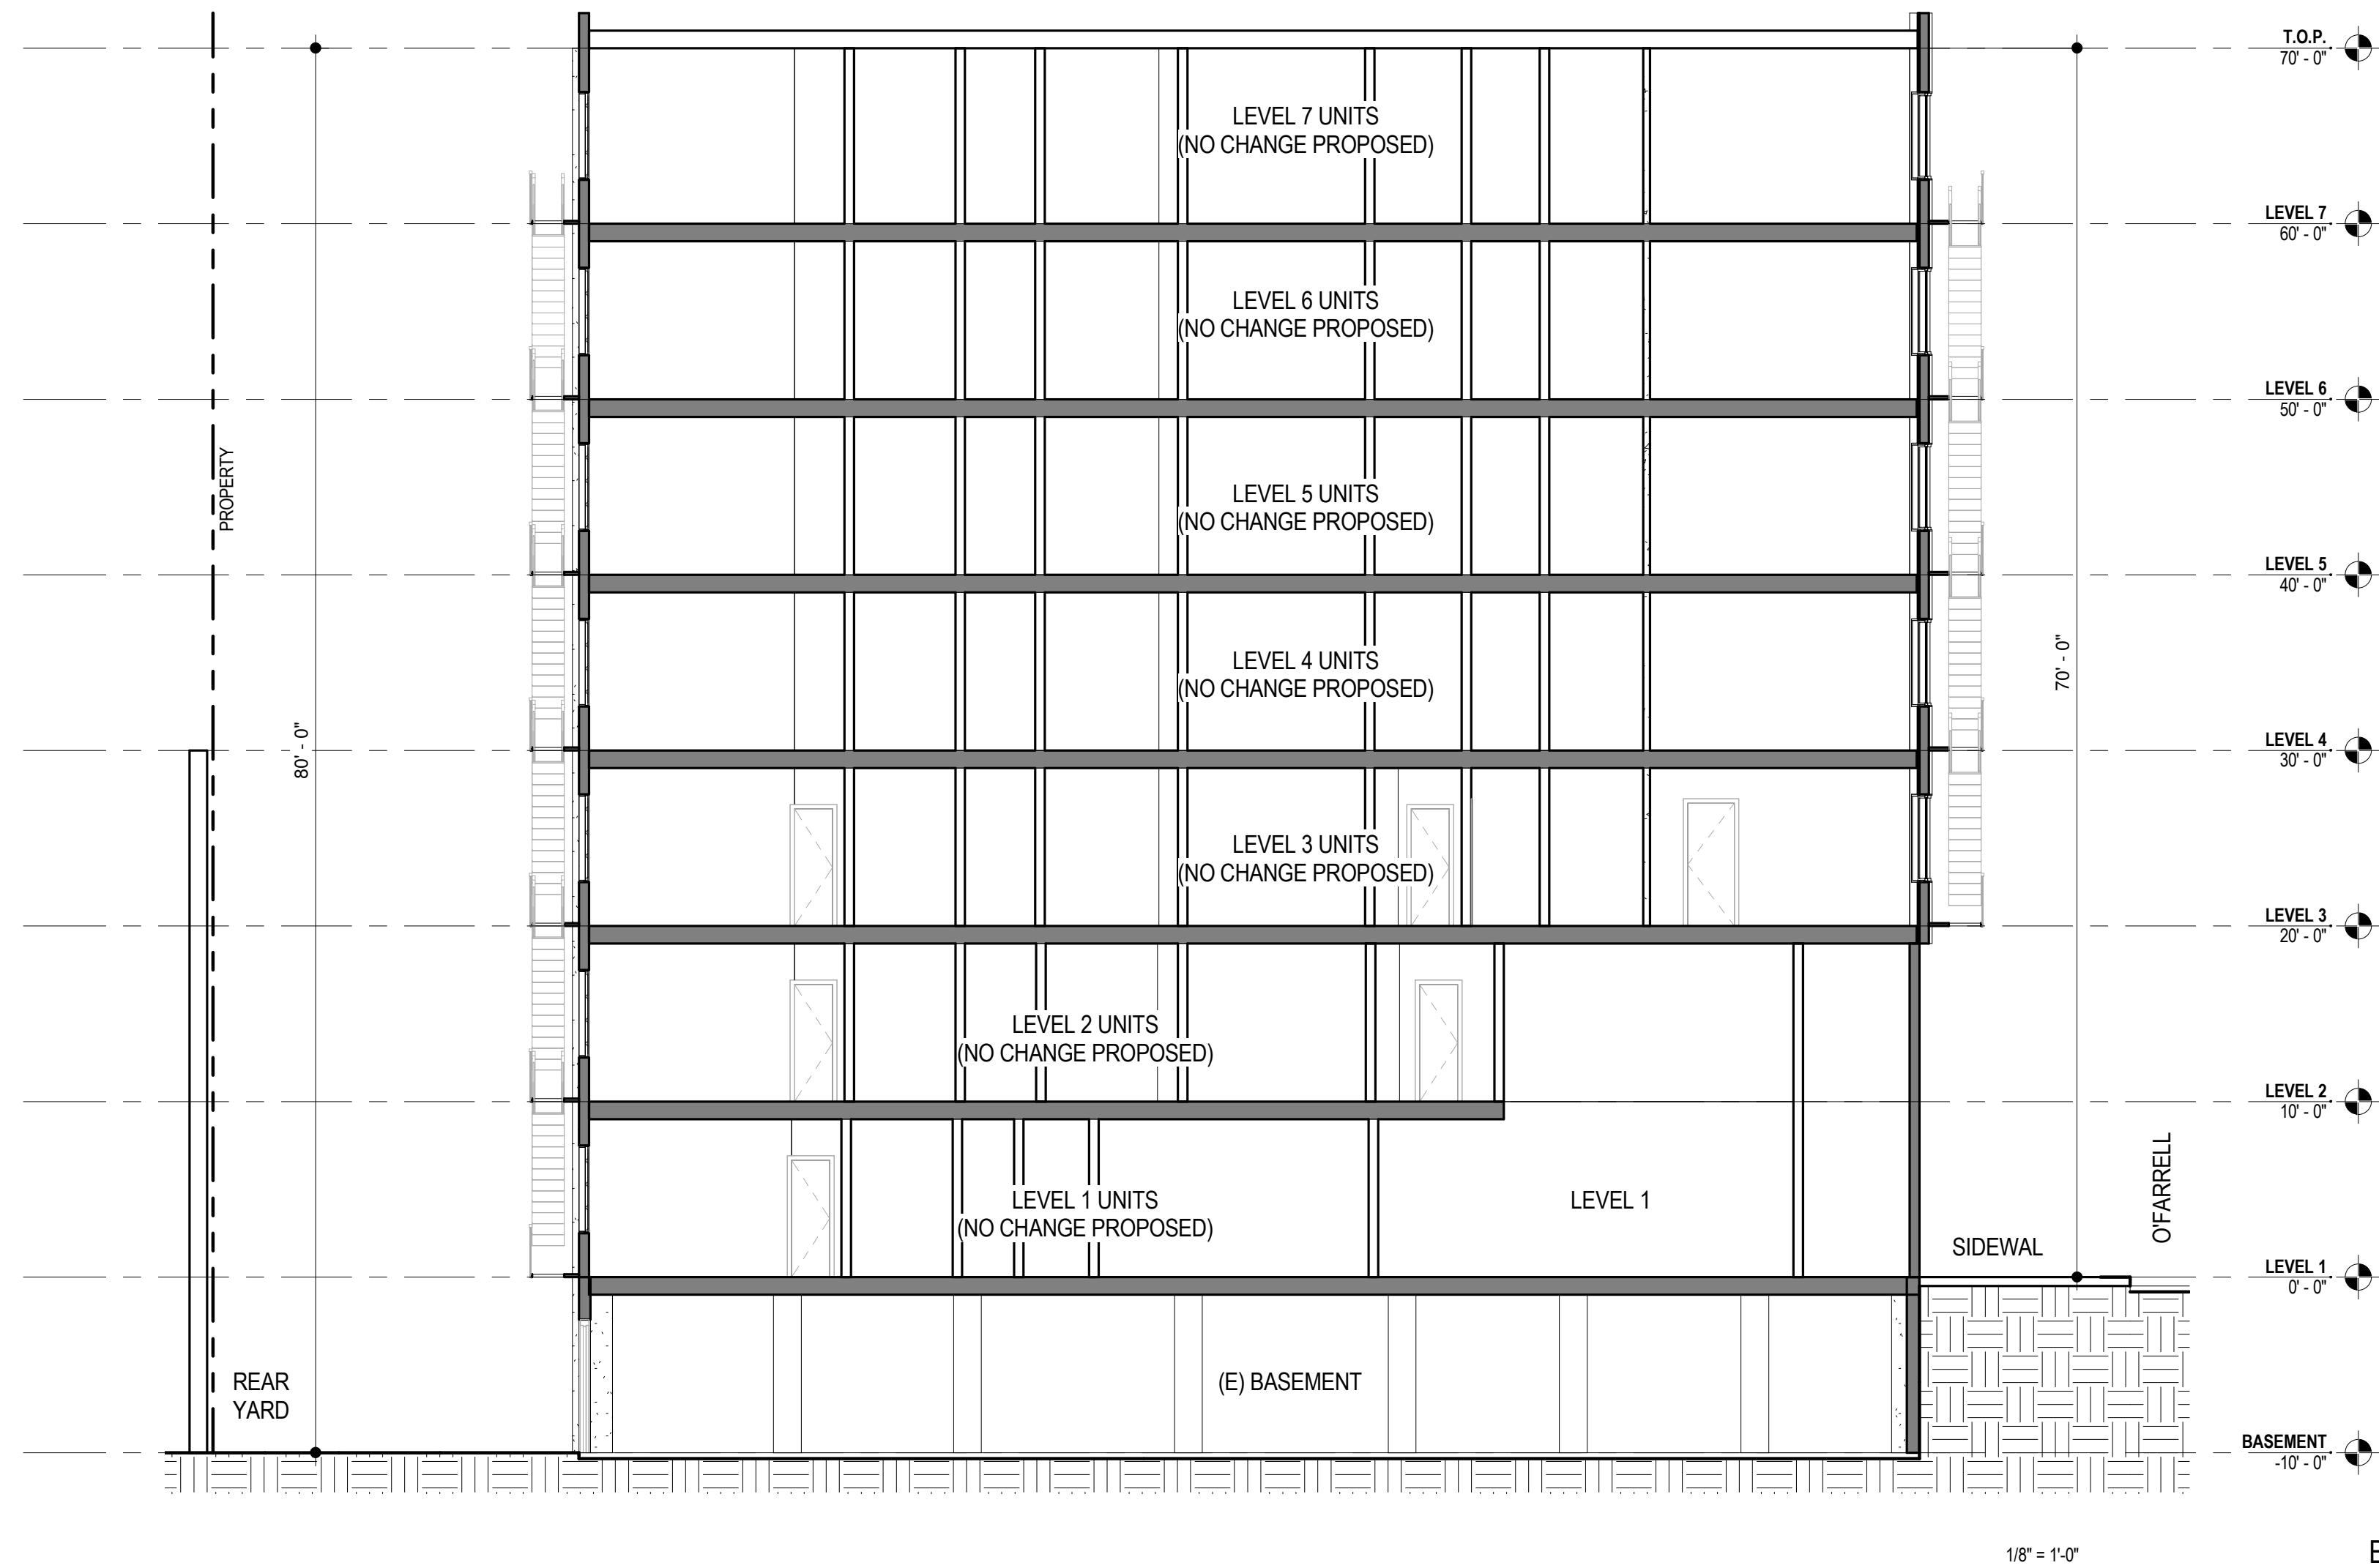 T.O.P.
70' - 0"
LEVEL 7 UNITS
(NO CHANGE PROPOSED)
LEVEL 7
60' - 0"
LEVEL 6 UNITS
(NO CHANGE PROPOSED)
LEVEL 6
50' - 0"
PROPERTY
LEVEL 5 UNITS
(NO CHANGE PROPOSED)
LEVEL 5
40' - 0"
LEVEL 4 UNITS
(NO CHANGE PROPOSED)
70' - 0"
80' - 0"
LEVEL 4
30' - 0"
LEVEL 3 UNITS
(NO CHANGE PROPOSED)
LEVEL 3
20' - 0"
LEVEL 2 UNITS
(NO CHANGE PROPOSED)
LEVEL 2
10' - 0"
LEVEL 1 UNITS
(NO CHANGE PROPOSED)
LEVEL 1
O'FARRELL
SIDEWAL
LEVEL 1
0' - 0"
REAR
YARD
(E) BASEMENT
BASEMENT
-10' - 0"
1/8" = 1'-0"